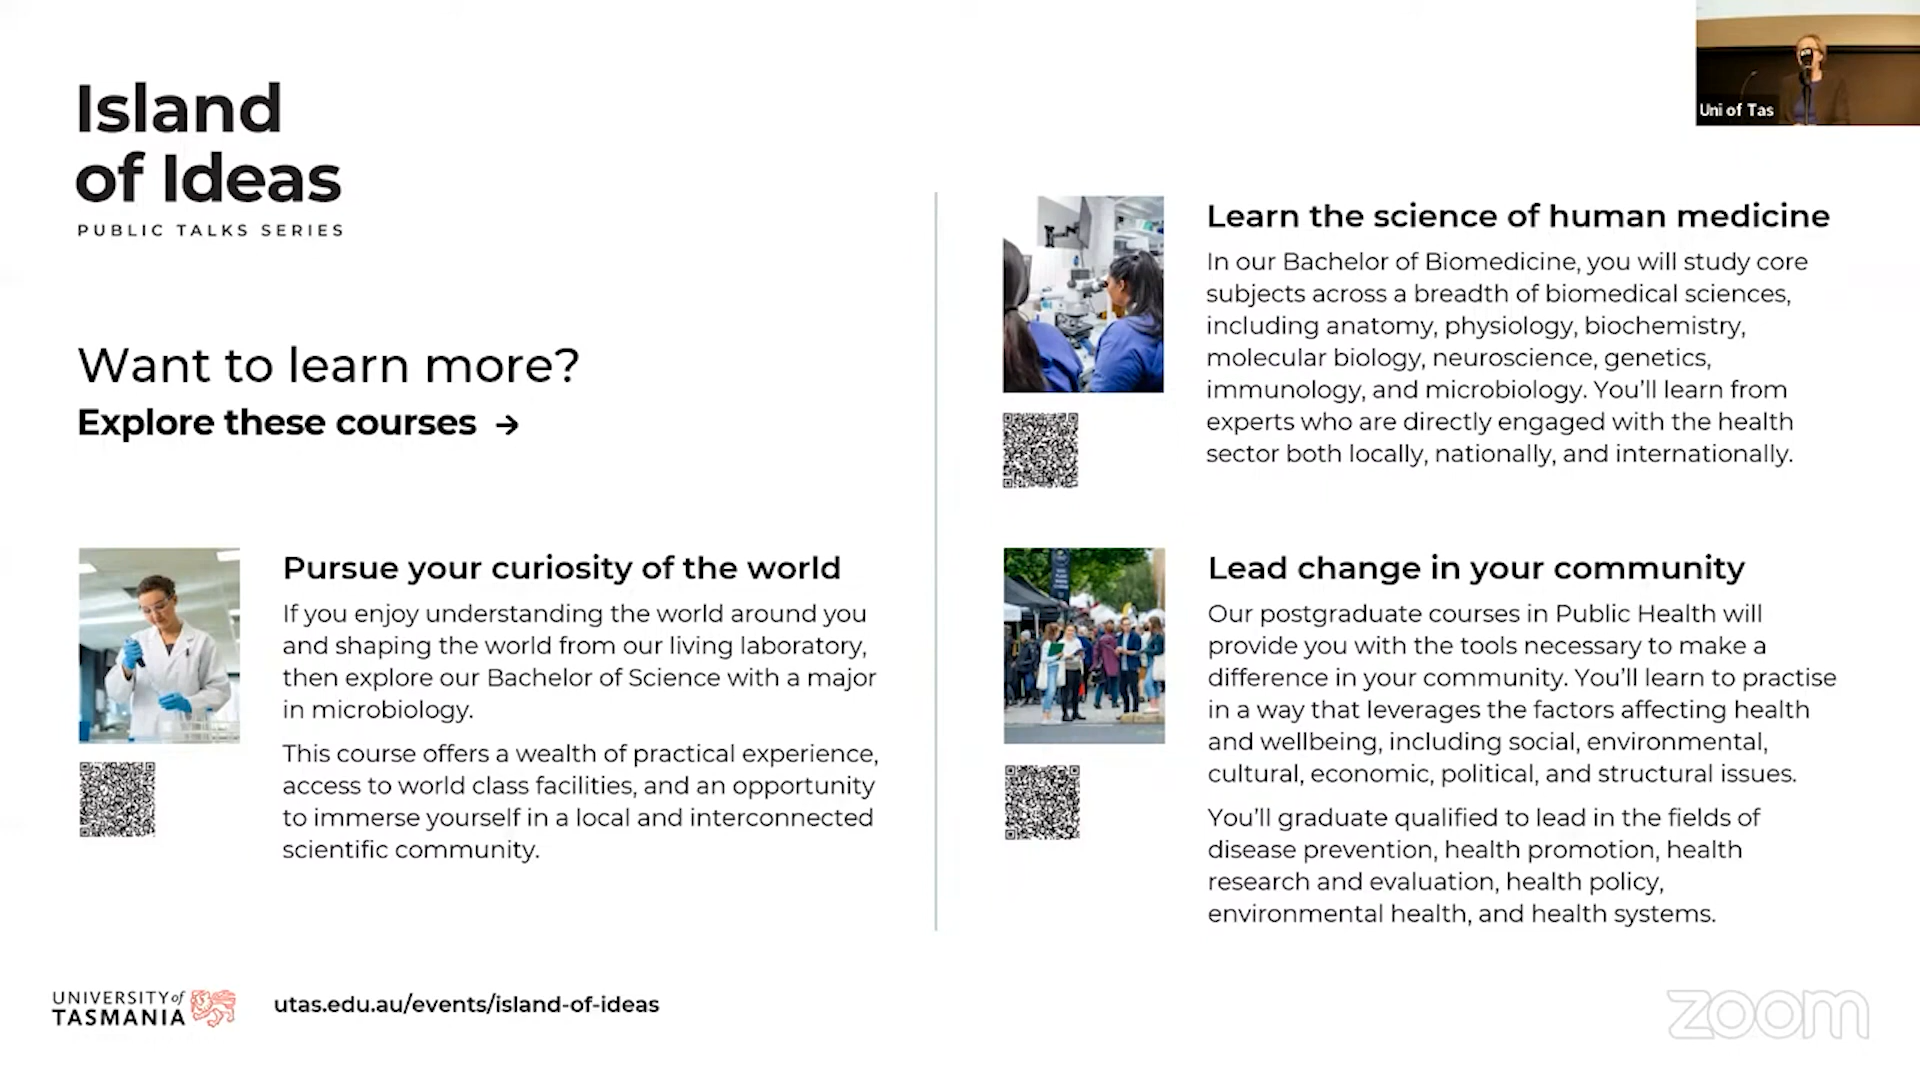 Island
of Ideas
PUBLIC TALKS SERIES
Want to learn more?
Explore these courses →
Pursue your curiosity of the world
If you enjoy understanding the world around you
and shaping the world from our living laboratory,
then explore our Bachelor of Science with a major
in microbiology.
This course offers a wealth of practical experience,
access to world class facilities, and an opportunity
to immerse yourself in a local and interconnected
scientific community.
Uni of Tas
Learn the science of human medicine
In our Bachelor of Biomedicine, you will study core
subjects across a breadth of biomedical sciences,
including anatomy, physiology, biochemistry,
molecular biology, neuroscience, genetics,
immunology, and microbiology. You’ll learn from
experts who are directly engaged with the health
sector both locally, nationally, and internationally.
Lead change in your community
Our postgraduate courses in Public Health will
provide you with the tools necessary to make a
difference in your community. You’ll learn to practise
in a way that leverages the factors affecting health
and wellbeing, including social, environmental,
cultural, economic, political, and structural issues.
You’ll graduate qualified to lead in the fields of
disease prevention, health promotion, health
research and evaluation, health policy,
environmental health, and health systems.
UNIVERSITY of
TASMANIA
utas.edu.au/events/island-of-ideas
zoom